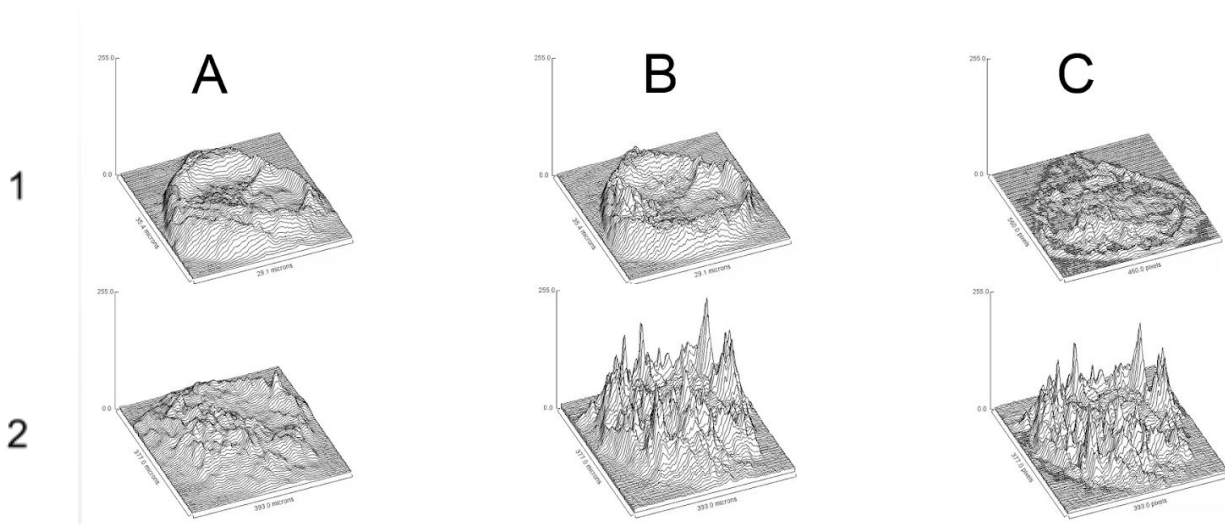 A B C
1
255.0
0.0
35.4 microns
29.1 microns
255.0
0.0
35.4 microns
29.1 microns
255.0
0.0
560.0 pixels
460.0 pixels
2
255.0
0.0
377.0 microns
393.0 microns
255.0
0.0
377.0 microns
393.0 microns
255.0
0.0
377.0 pixels
393.0 pixels